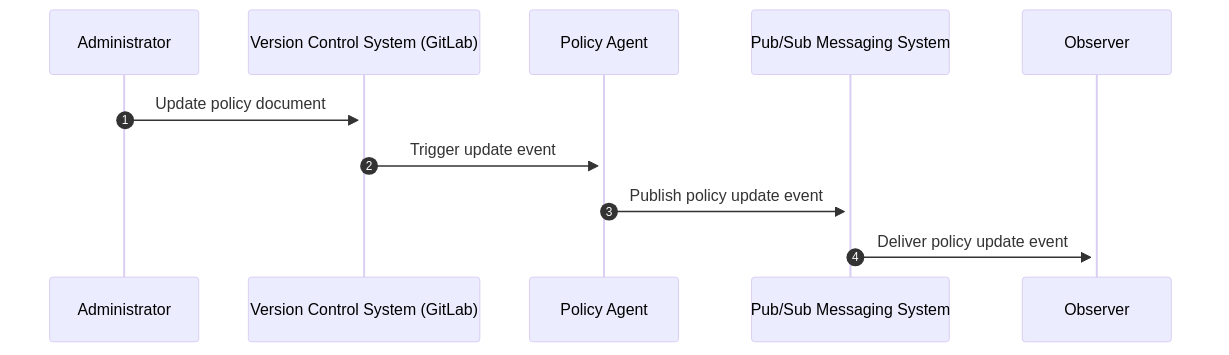 Administrator
Version Control System (GitLab)
Policy Agent
Pub/Sub Messaging System
Observer
Update policy document
1
Trigger update event
2
Publish policy update event
3
Deliver policy update event
4
Administrator
Version Control System (GitLab)
Policy Agent
Pub/Sub Messaging System
Observer